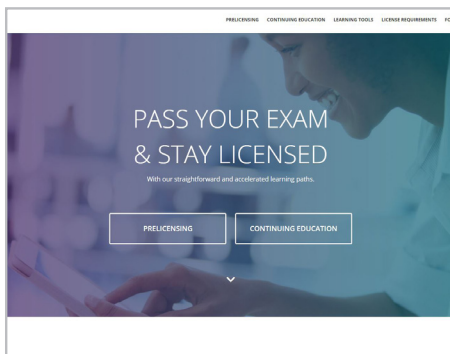 PRELICENSING CONTINUING EDUCATION LEARNING TOOLS LICENSE REQUIREMENTS FO
PASS YOUR EXAM
& STAY LICENSED
With our straightforward and accelerated learning paths.
PRELICENSING CONTINUING EDUCATION